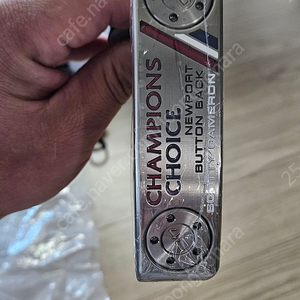 CHAMPIONS
CHOICE
NEWPORT
BUTTON BACK
SCOTTY CAMERON